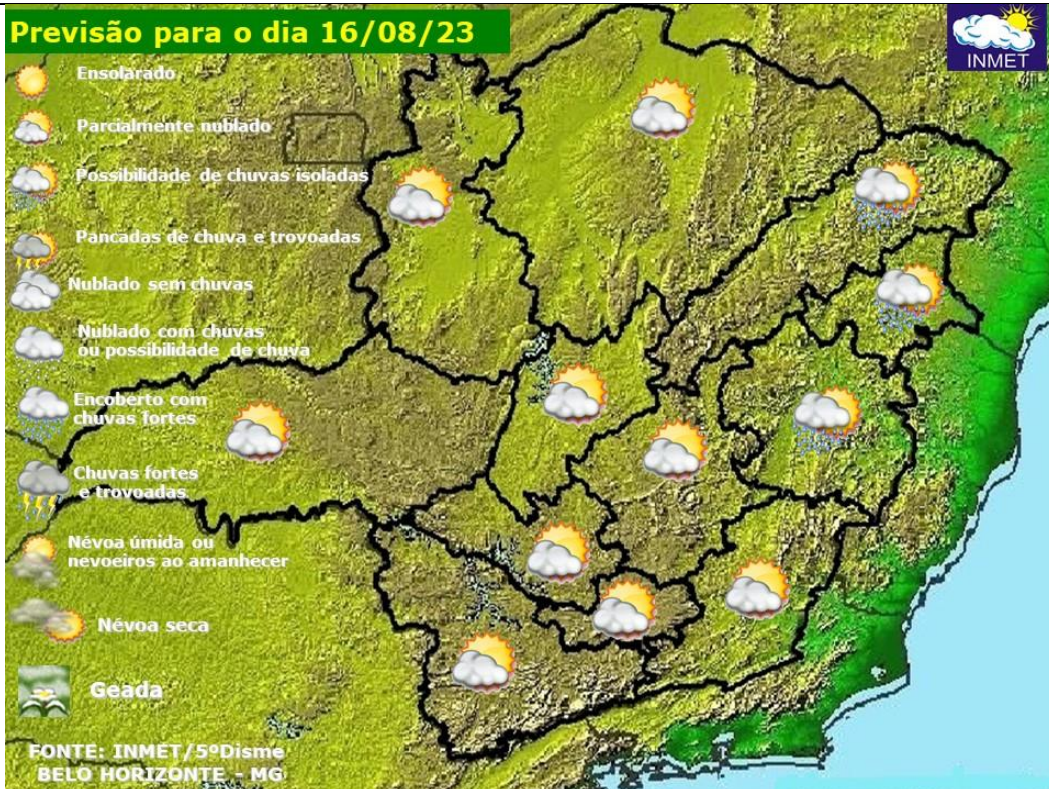 Previsão para o dia 16/08/23
INMET
Ensolarado
Parcialmente nublado
Possibilidade de chuvas isoladas
Pancadas de chuva e trovoadas
Nublado sem chuvas
Nublado com chuvas
ou possibilidade de chuva
Encoberto com
chuvas fortes
Chuvas fortes
e trovoadas
Névoa úmida ou
nevoeiros ao amanhecer
Névoa seca
Geada
FONTE: INMET/5ºDisme
BELO HORIZONTE - MG